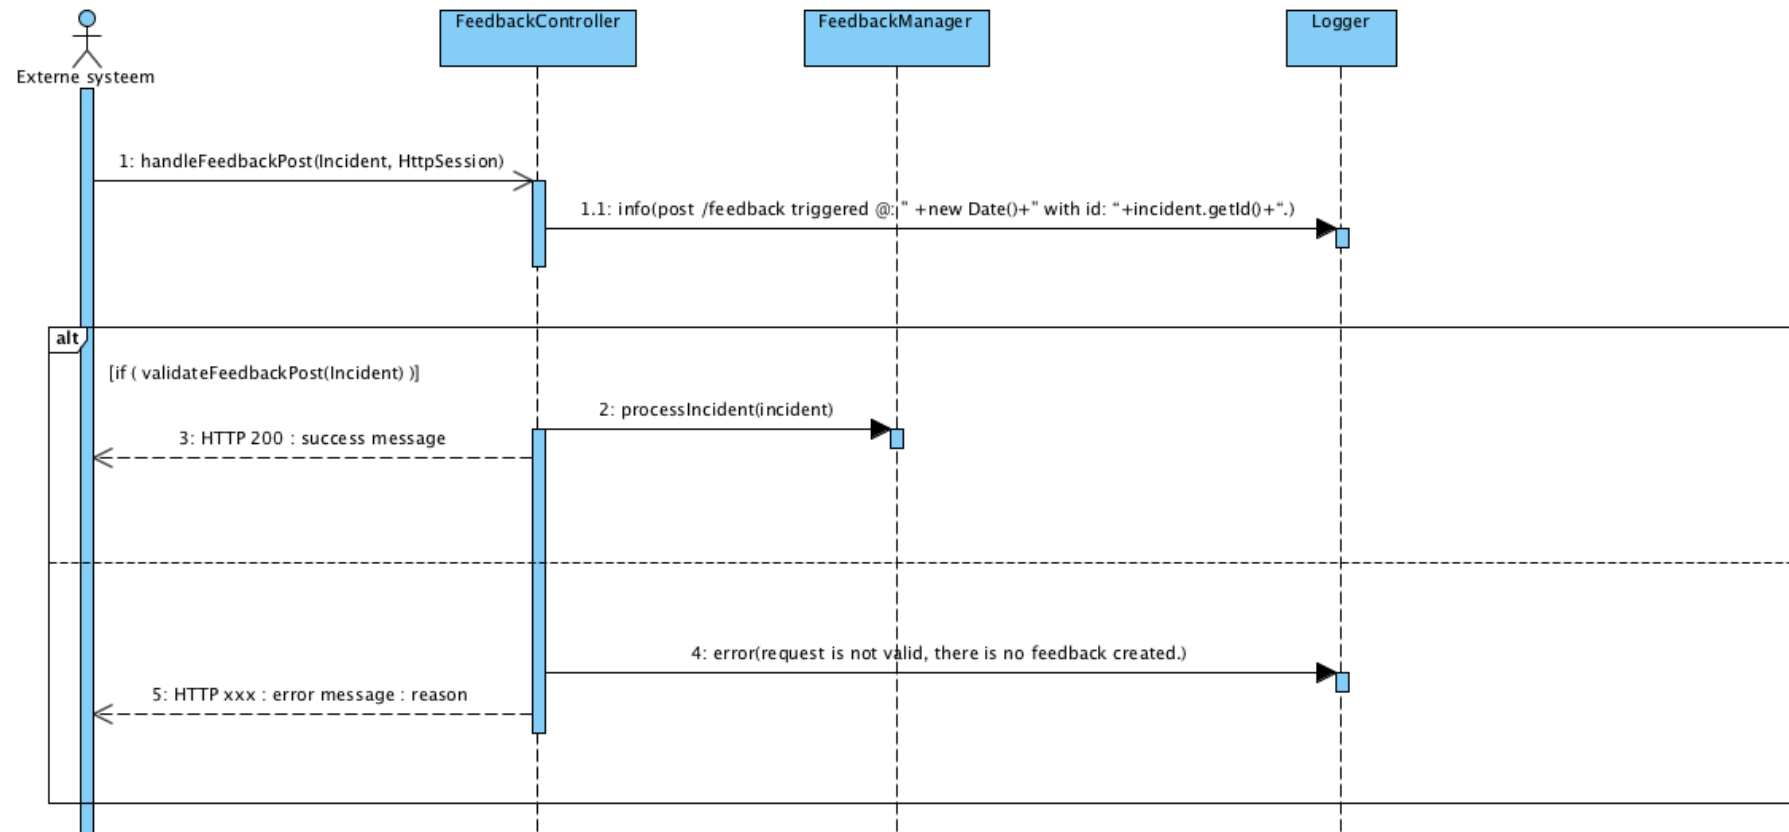 FeedbackController
FeedbackManager
Logger
Externe systeem
1: handleFeedbackPost(Incident, HttpSession)
1.1: info(post /feedback triggered @: " +new Date()+" with id: “+incident.getId()+“.)
alt
[if ( validateFeedbackPost(Incident) )]
2: processIncident(incident)
3: HTTP 200 : success message
4: error(request is not valid, there is no feedback created.)
5: HTTP xxx : error message : reason